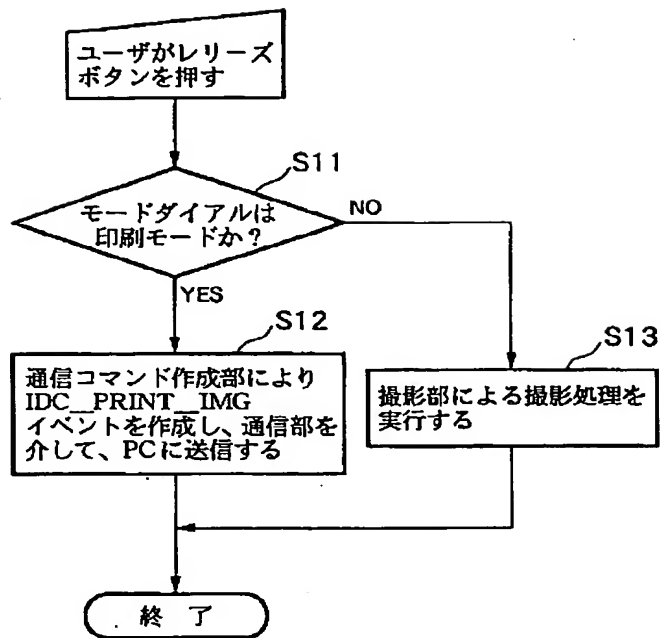 ユーザがレリーズ
ボタンを押す
S11
モードダイアルは
印刷モードか?
NO
YES
S12
通信コマンド作成部により
IDC__PRINT__IMG
イベントを作成し、通信部を
介して、PCに送信する
S13
撮影部による撮影処理を
実行する
終 了